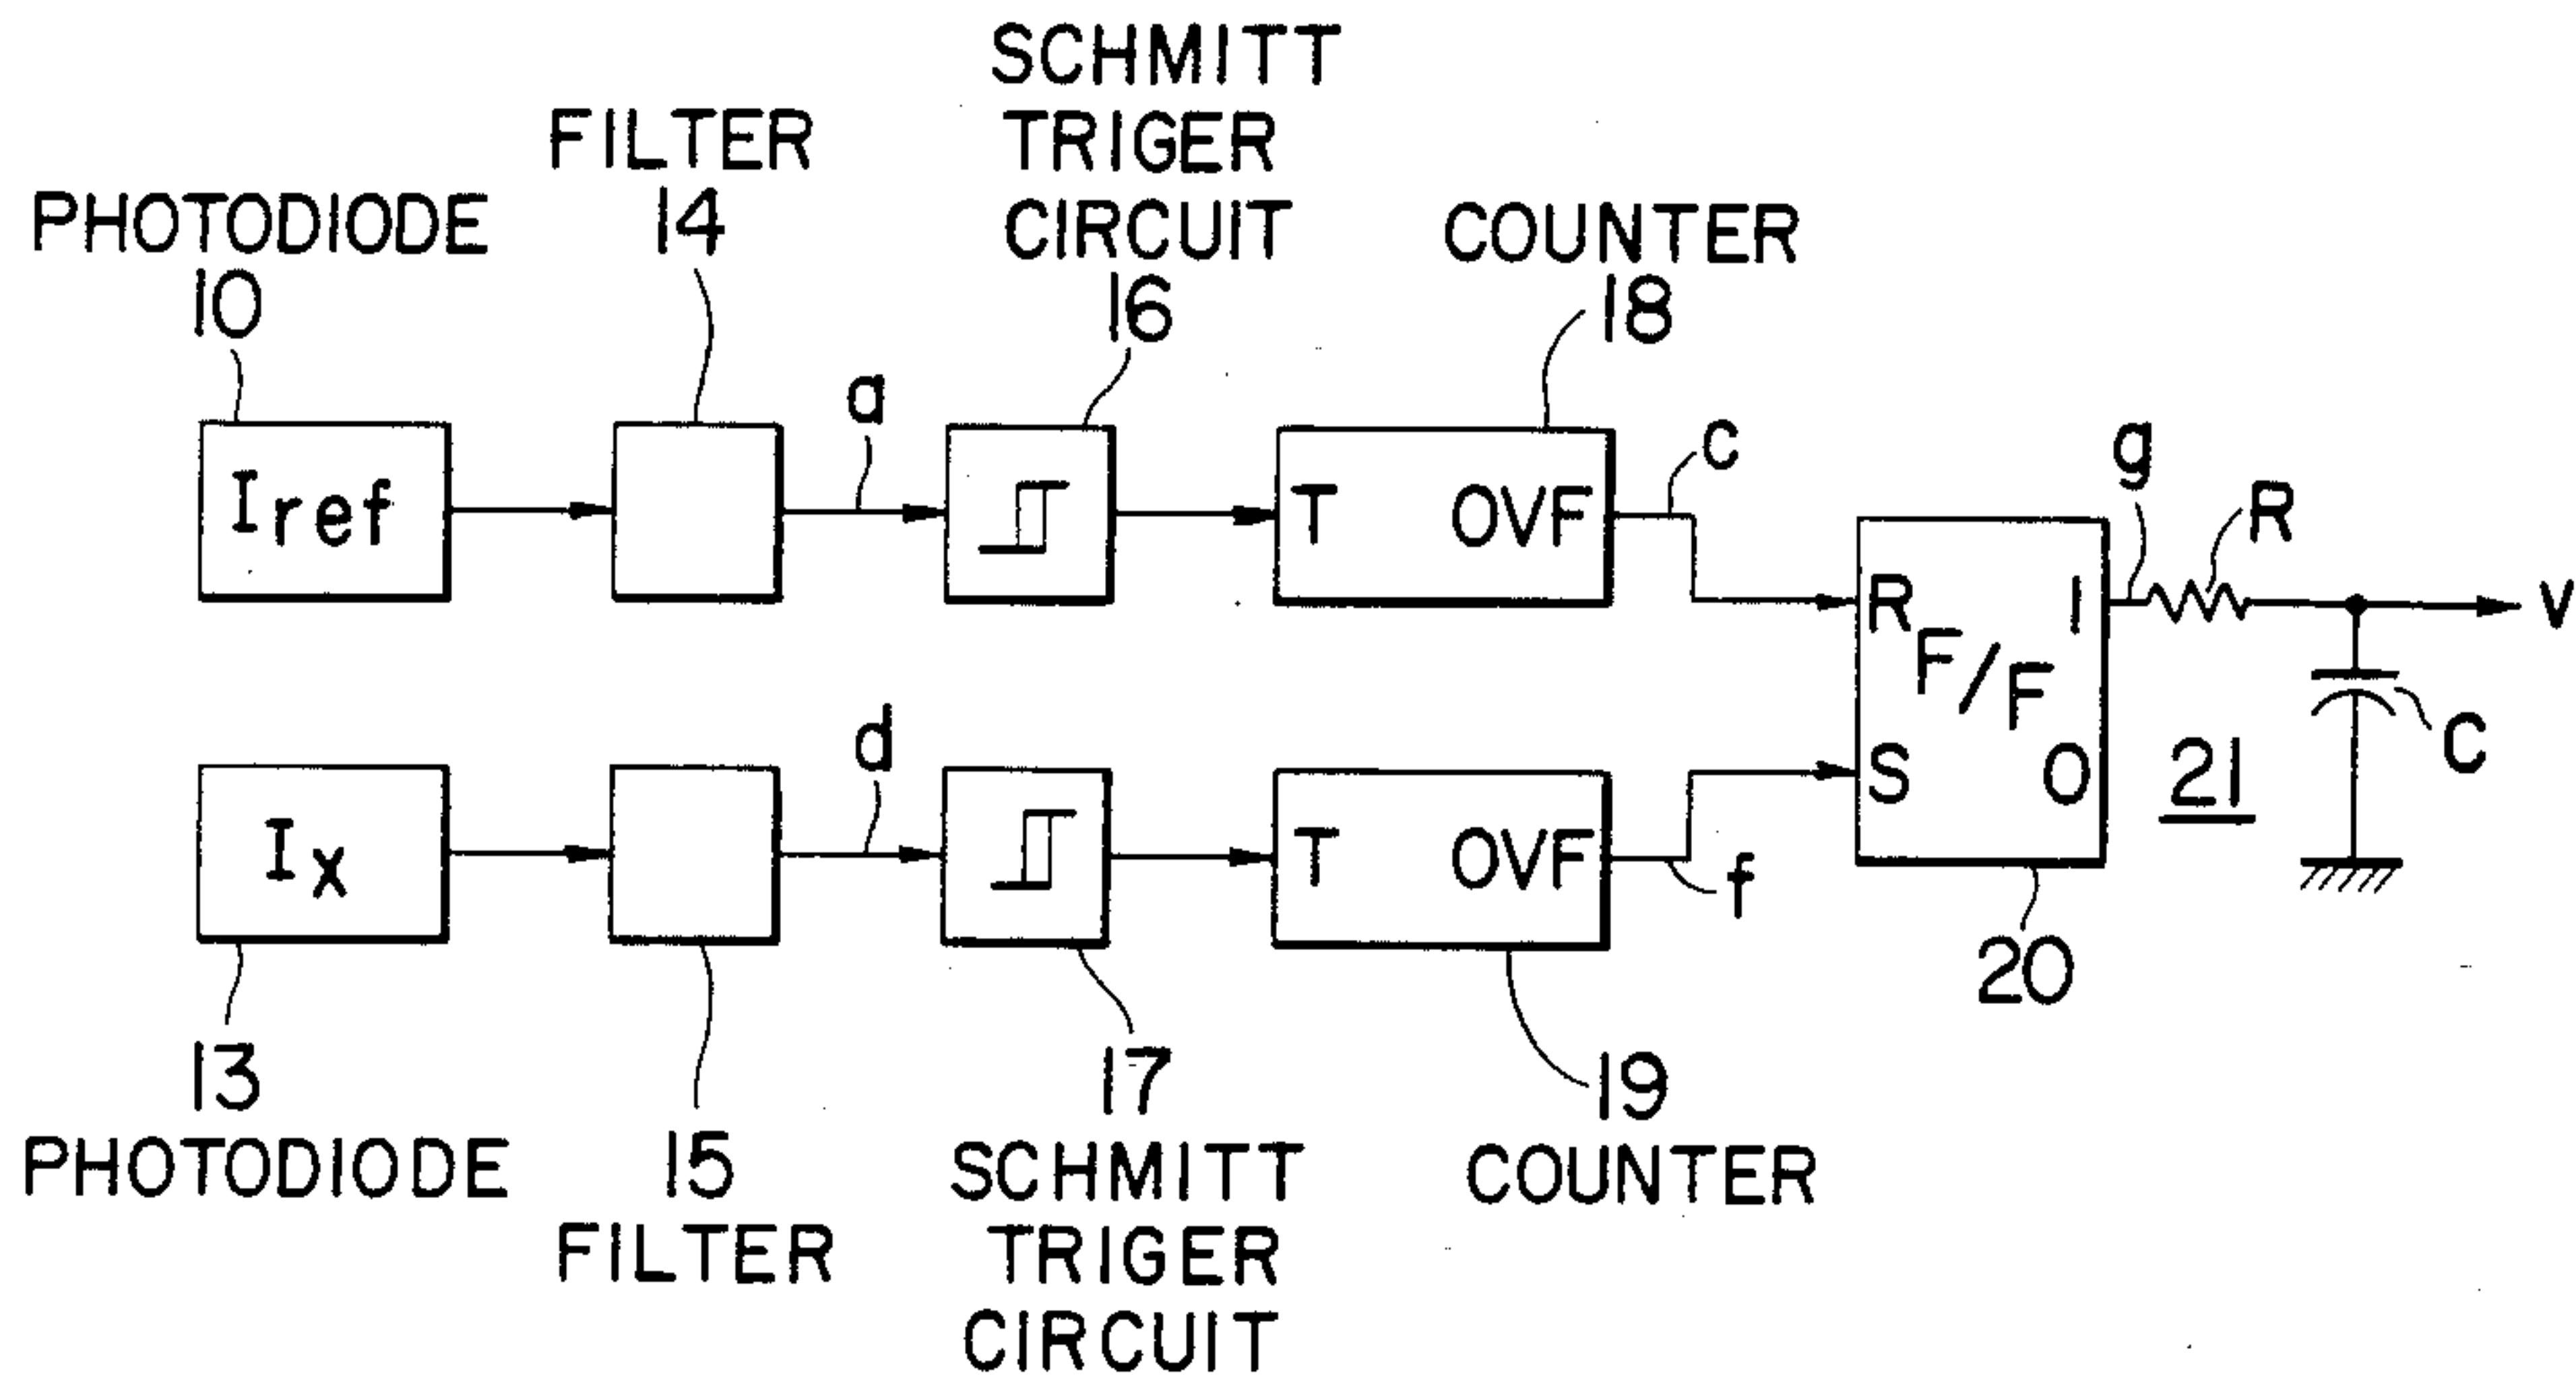 SCHMITT
TRIGER
CIRCUIT
16
FILTER
14
PHOTODIODE
10
COUNTER
18
a
c
g
R
Iref
T OVF
R F/F 1
S O
v
C
21
d
Ix
T OVF
f
20
13
PHOTODIODE
15
FILTER
17
SCHMITT
TRIGER
CIRCUIT
19
COUNTER